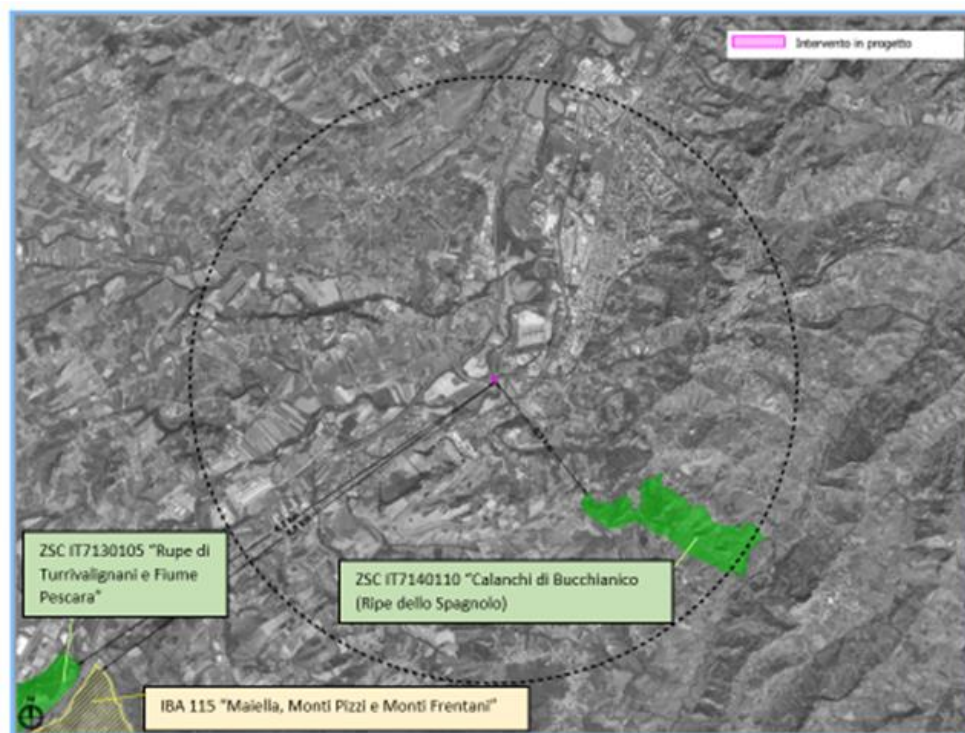 Intervento in progetto
ZSC IT7130105 "Rupe di
Turrivalignani e Fiume
Pescara"
ZSC IT7140110 "Calanchi di Bucchianico
(Ripe dello Spagnolo)
IBA 115 "Maiella, Monti Pizzi e Monti Frentani"